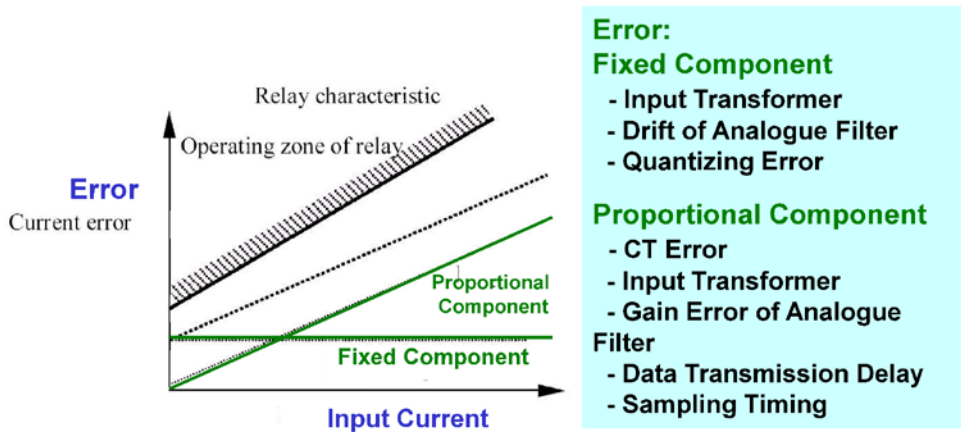 Relay characteristic
Operating zone of relay
Error
Current error
Proportional
Component
Fixed Component
Input Current
Error:
Fixed Component
- Input Transformer
- Drift of Analogue Filter
- Quantizing Error
Proportional Component
- CT Error
- Input Transformer
- Gain Error of Analogue
Filter
- Data Transmission Delay
- Sampling Timing